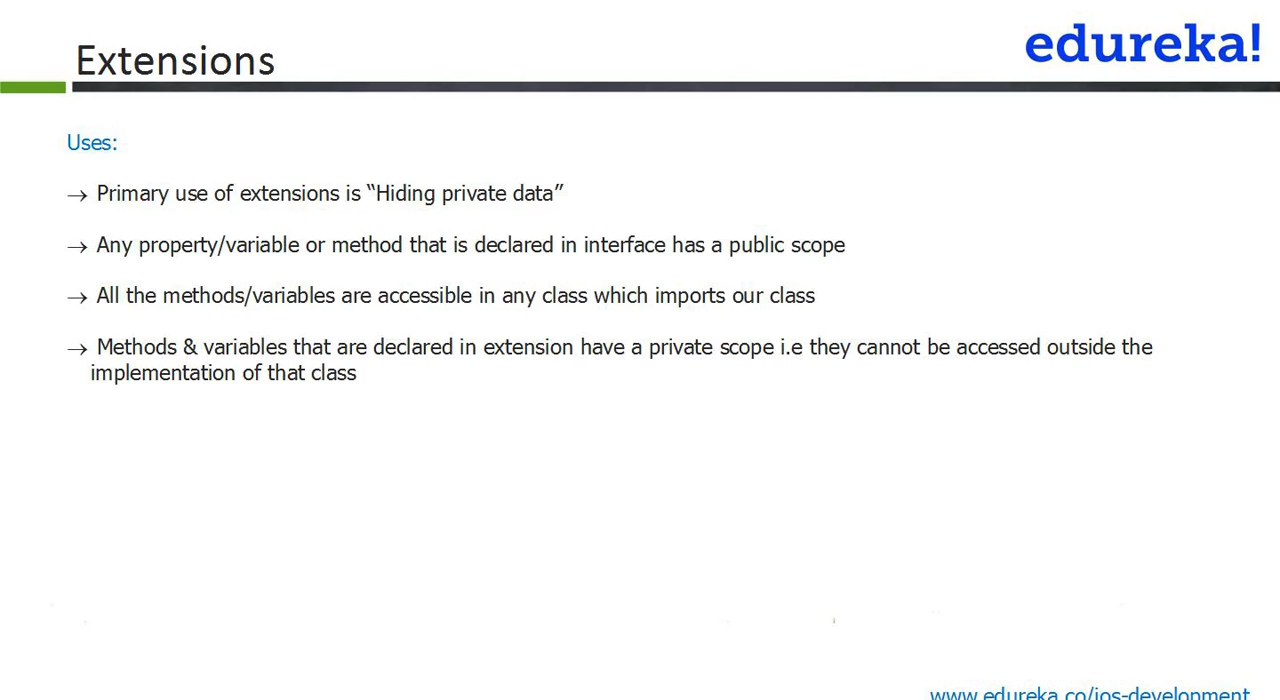 Extensions
edureka!
Uses:
→ Primary use of extensions is “Hiding private data”
→ Any property/variable or method that is declared in interface has a public scope
→ All the methods/variables are accessible in any class which imports our class
→ Methods & variables that are declared in extension have a private scope i.e they cannot be accessed outside the
implementation of that class
www.edureka.co/ios-development